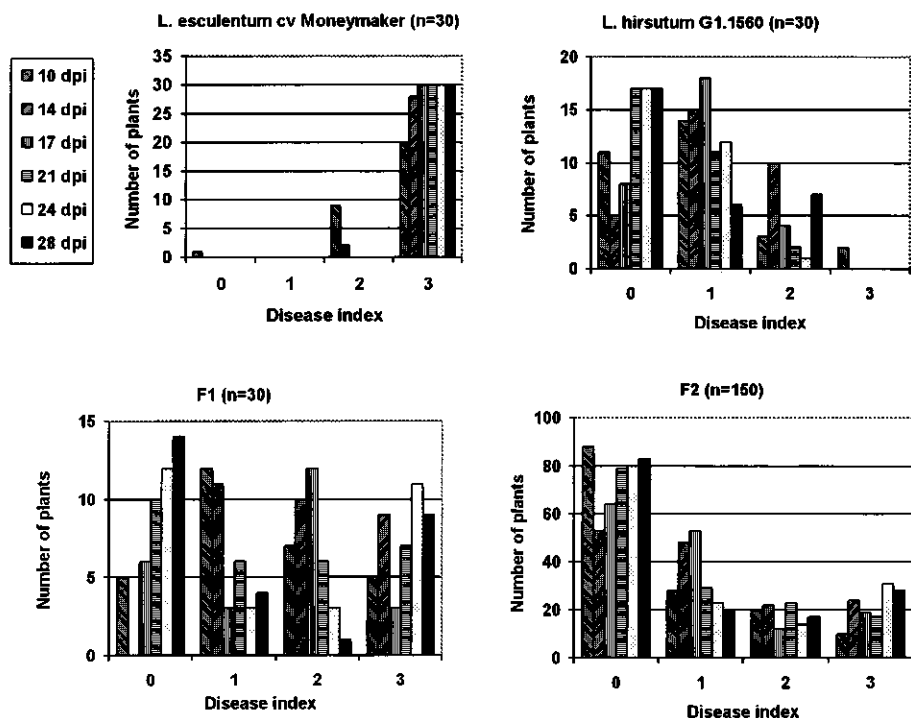 L. esculentum cv Moneymaker (n=30)
10 dpi
14 dpi
17 dpi
21 dpi
24 dpi
28 dpi
Number of plants
35
30
25
20
15
10
5
0
0 1 2 3
Disease index
L. hirsutum G1.1560 (n=30)
Number of plants
20
15
10
5
0
0 1 2 3
Disease index
F1 (n=30)
Number of plants
15
10
5
0
0 1 2 3
Disease index
F2 (n=150)
Number of plants
100
80
60
40
20
0
0 1 2 3
Disease index